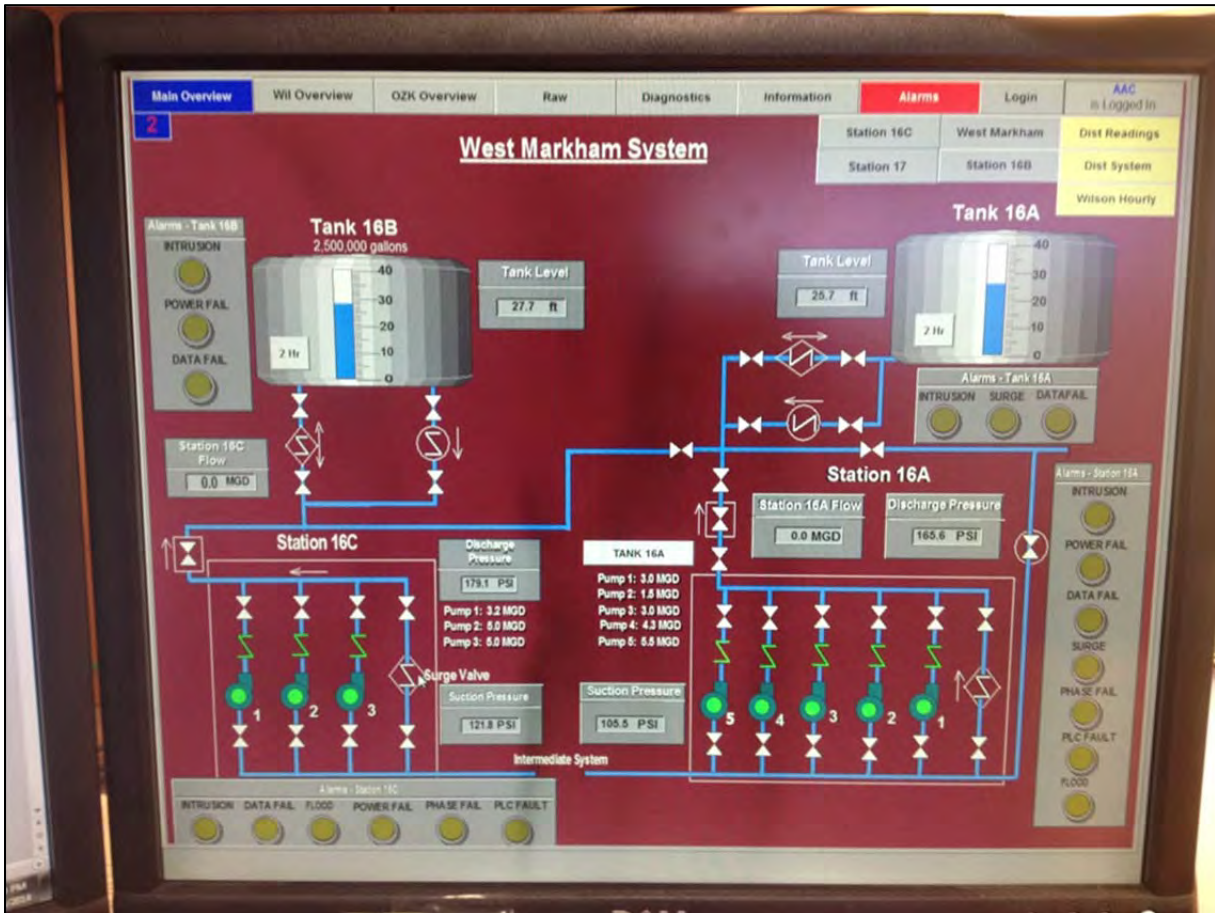 Main Overview
Wil Overview
OZK Overview
Raw
Diagnostics
Information
Alarms
Login
AAC
is Logged In
2
Station 16C
West Markham
Dist Readings
Station 17
Station 16B
Dist System
Wilson Hourly
West Markham System
Alarms - Tank 16B
INTRUSION
POWER FAIL
DATA FAIL
Tank 16B
2,500,000 gallons
40
30
20
10
0
2 Hr
Tank Level
27.7 ft
Tank Level
25.7 ft
Tank 16A
40
30
20
10
0
2 Hr
Alarms - Tank 16A
INTRUSION
SURGE
DATAFAIL
Station 16C
Flow
0.0 MGD
Station 16A
Station 16A Flow
0.0 MGD
Discharge Pressure
165.6 PSI
Alarms - Station 16A
INTRUSION
POWER FAIL
DATA FAIL
SURGE
PHASE FAIL
PLC FAULT
FLOOD
Station 16C
Discharge
Pressure
179.1 PSI
Pump 1: 3.2 MGD
Pump 2: 5.0 MGD
Pump 3: 5.0 MGD
TANK 16A
Pump 1: 3.0 MGD
Pump 2: 1.5 MGD
Pump 3: 3.0 MGD
Pump 4: 4.3 MGD
Pump 5: 5.5 MGD
Surge Valve
1
2
3
Suction Pressure
121.8 PSI
Suction Pressure
105.5 PSI
5
4
3
2
1
Intermediate System
Alarms - Station 16C
INTRUSION
DATA FAIL
FLOOD
POWER FAIL
PHASE FAIL
PLC FAULT
PM